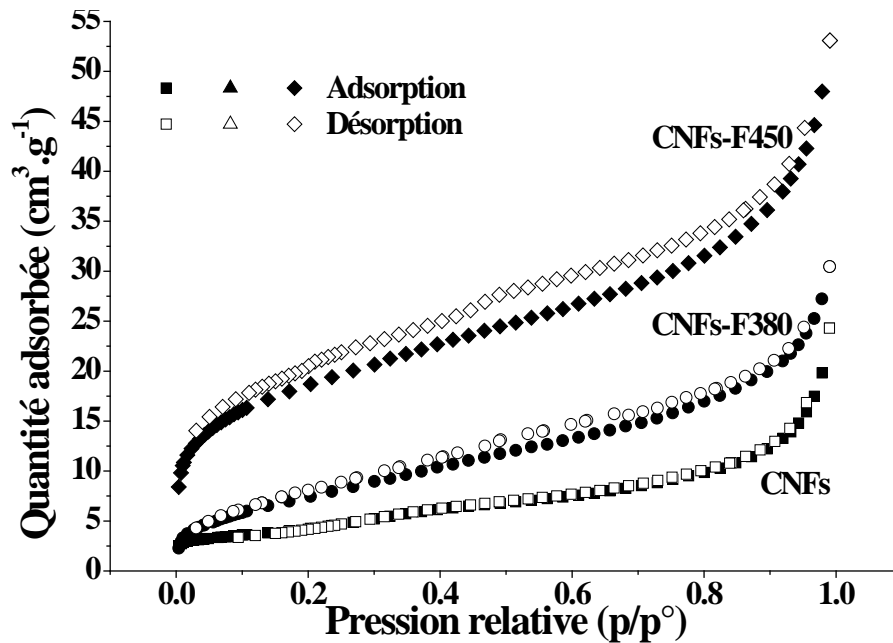 55
50
45
40
35
30
25
20
15
10
5
0
Quantité adsorbée (cm³.g⁻¹)
Adsorption
Désorption
CNFs-F450
CNFs-F380
CNFs
0.0 0.2 0.4 0.6 0.8 1.0
Pression relative (p/p°)